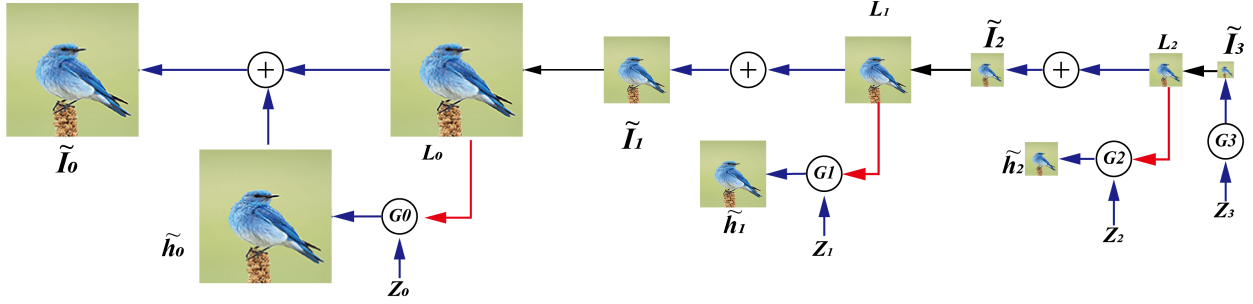 L₁
Ĩ₂
L₂
Ĩ₃
+
+
+
Ĩ₀
L₀
Ĩ₁
G3
G2
h̃₂
G1
h̃₁
Z₃
Z₂
Z₁
h̃₀
G0
Z₀